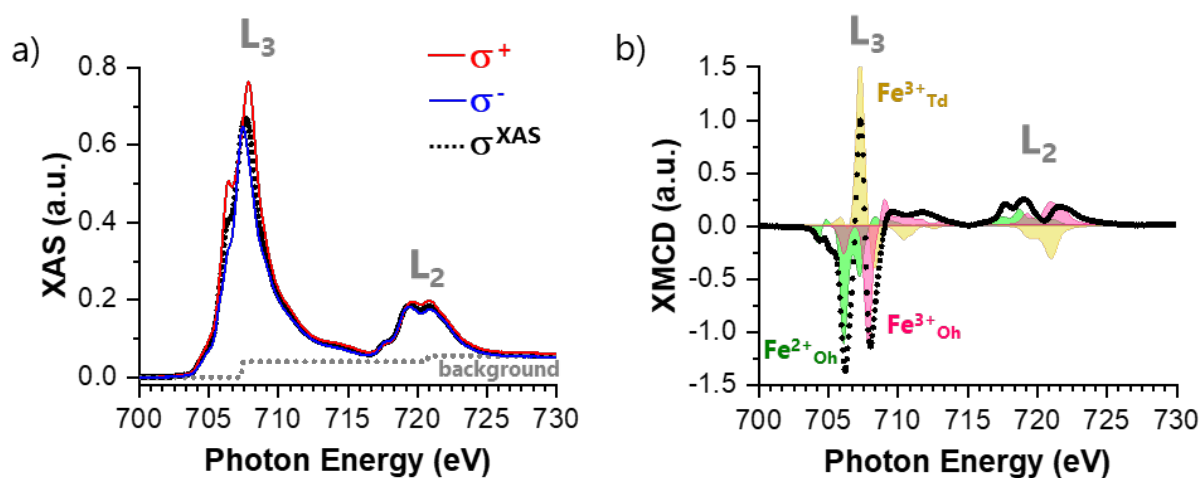 a)
L₃
σ⁺
σ⁻
σ^XAS
L₂
background
0.8
0.6
0.4
0.2
0.0
XAS (a.u.)
700 705 710 715 720 725 730
Photon Energy (eV)
b)
L₃
Fe³⁺Td
L₂
Fe³⁺Oh
Fe²⁺Oh
1.5
1.0
0.5
0.0
-0.5
-1.0
-1.5
XMCD (a.u.)
700 705 710 715 720 725 730
Photon Energy (eV)